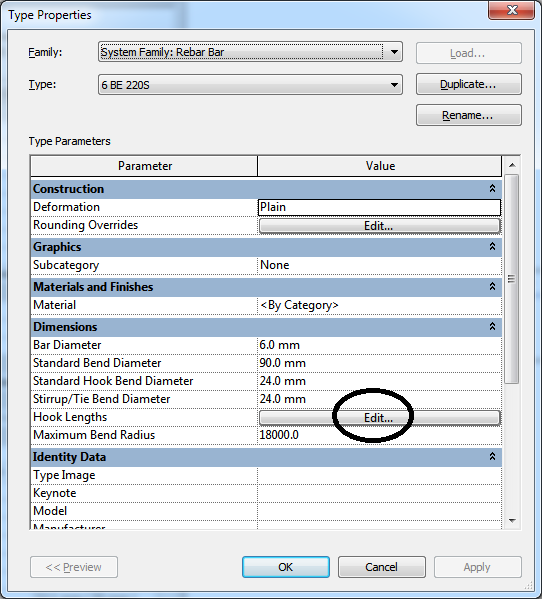 Type Properties
Family: System Family: Rebar Bar Load...
Type: 6 BE 220S Duplicate...
Rename...
Type Parameters
Parameter Value
Construction
Deformation Plain
Rounding Overrides Edit...
Graphics
Subcategory None
Materials and Finishes
Material <By Category>
Dimensions
Bar Diameter 6.0 mm
Standard Bend Diameter 90.0 mm
Standard Hook Bend Diameter 24.0 mm
Stirrup/Tie Bend Diameter 24.0 mm
Hook Lengths Edit...
Maximum Bend Radius 18000.0
Identity Data
Type Image
Keynote
Model
Manufacturer
<< Preview OK Cancel Apply